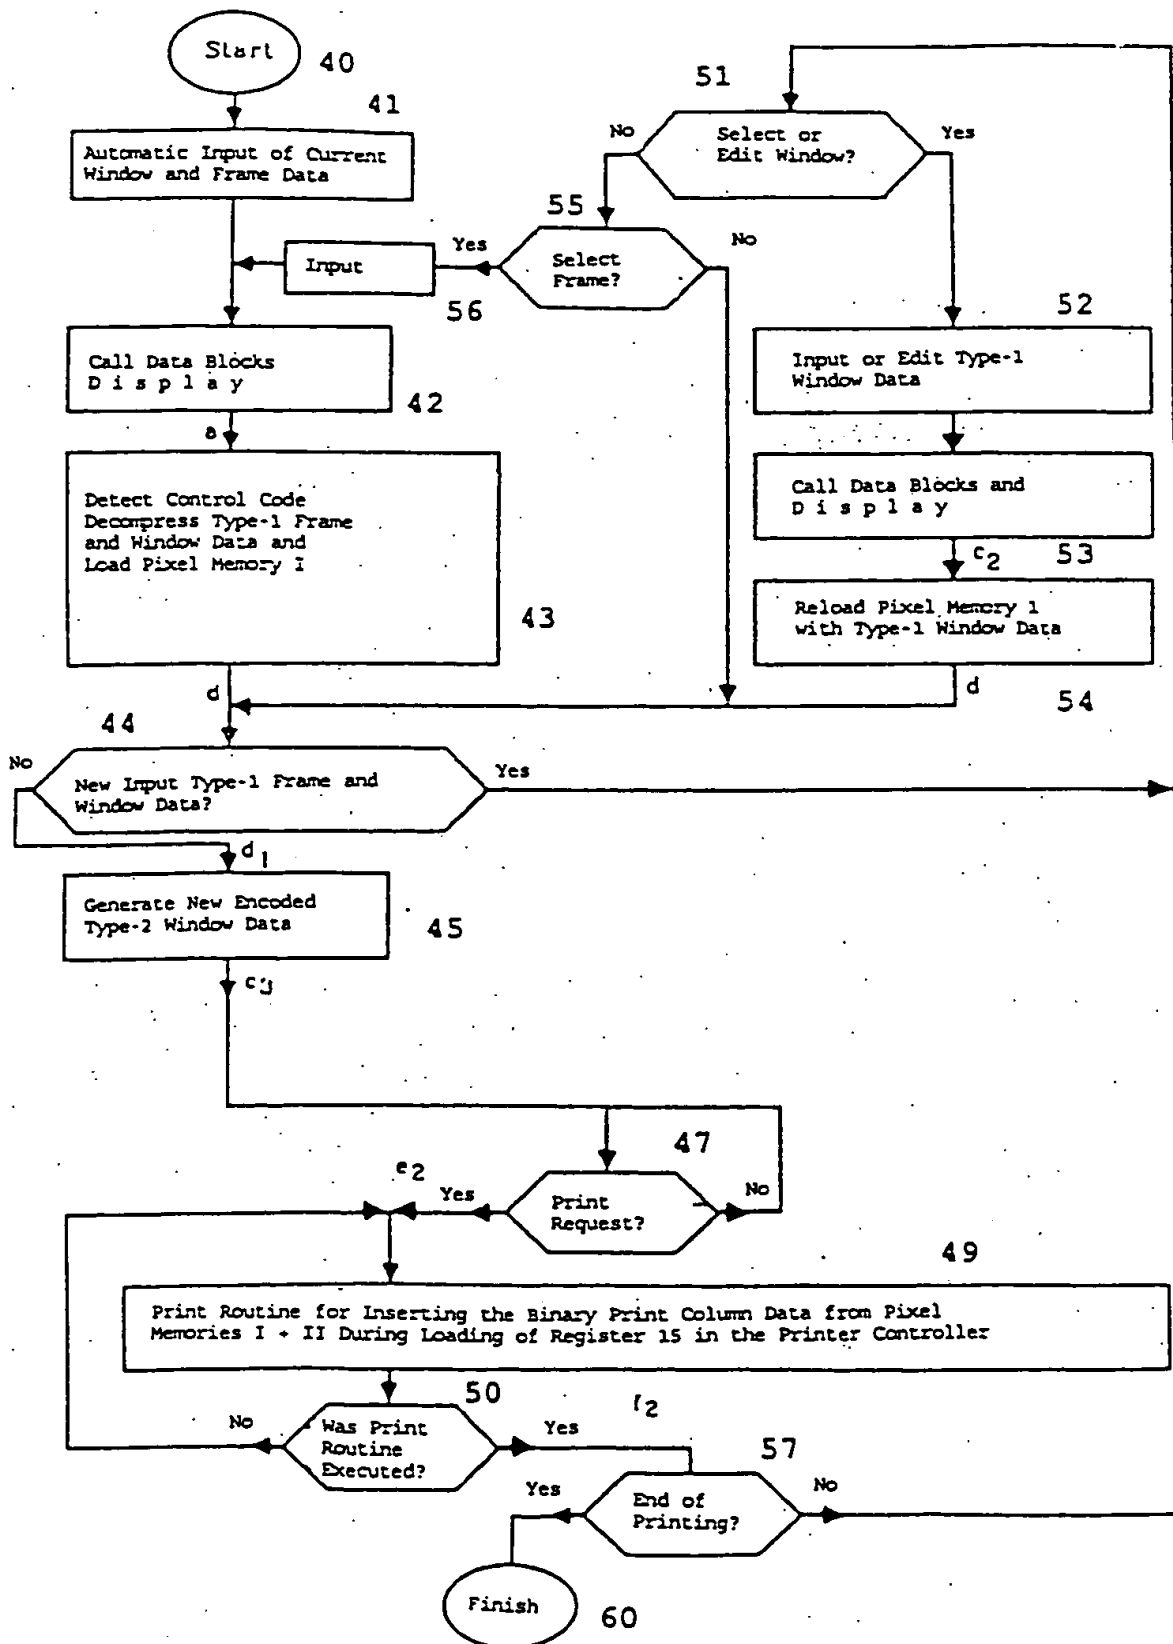 Start
40
41
Automatic Input of Current
Window and Frame Data
51
Select or
Edit Window?
No
Yes
55
Select
Frame?
Yes
No
Input
56
52
Input or Edit Type-1
Window Data
Call Data Blocks
D i s p l a y
42
a
Call Data Blocks and
D i s p l a y
53
c2
Detect Control Code
Decompress Type-1 Frame
and Window Data and
Load Pixel Memory I
43
Reload Pixel Memory 1
with Type-1 Window Data
54
d
d
44
No
New Input Type-1 Frame and
Window Data?
Yes
d1
Generate New Encoded
Type-2 Window Data
45
c3
47
e2
Yes
Print
Request?
No
49
Print Routine for Inserting the Binary Print Column Data from Pixel
Memories I + II During Loading of Register 15 in the Printer Controller
50
No
Was Print
Routine
Executed?
Yes
57
Yes
End of
Printing?
No
Finish
60